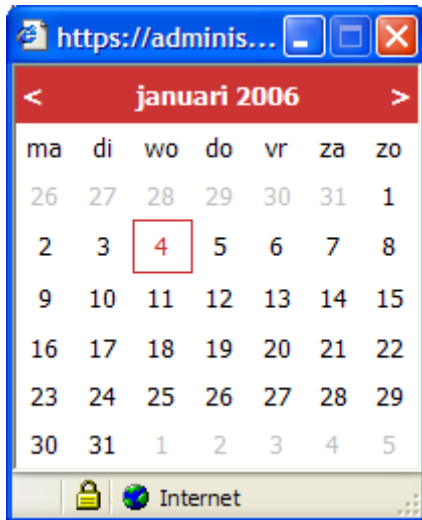 https://adminis...
< januari 2006 >
ma di wo do vr za zo
26 27 28 29 30 31 1
2 3 4 5 6 7 8
9 10 11 12 13 14 15
16 17 18 19 20 21 22
23 24 25 26 27 28 29
30 31 1 2 3 4 5
Internet